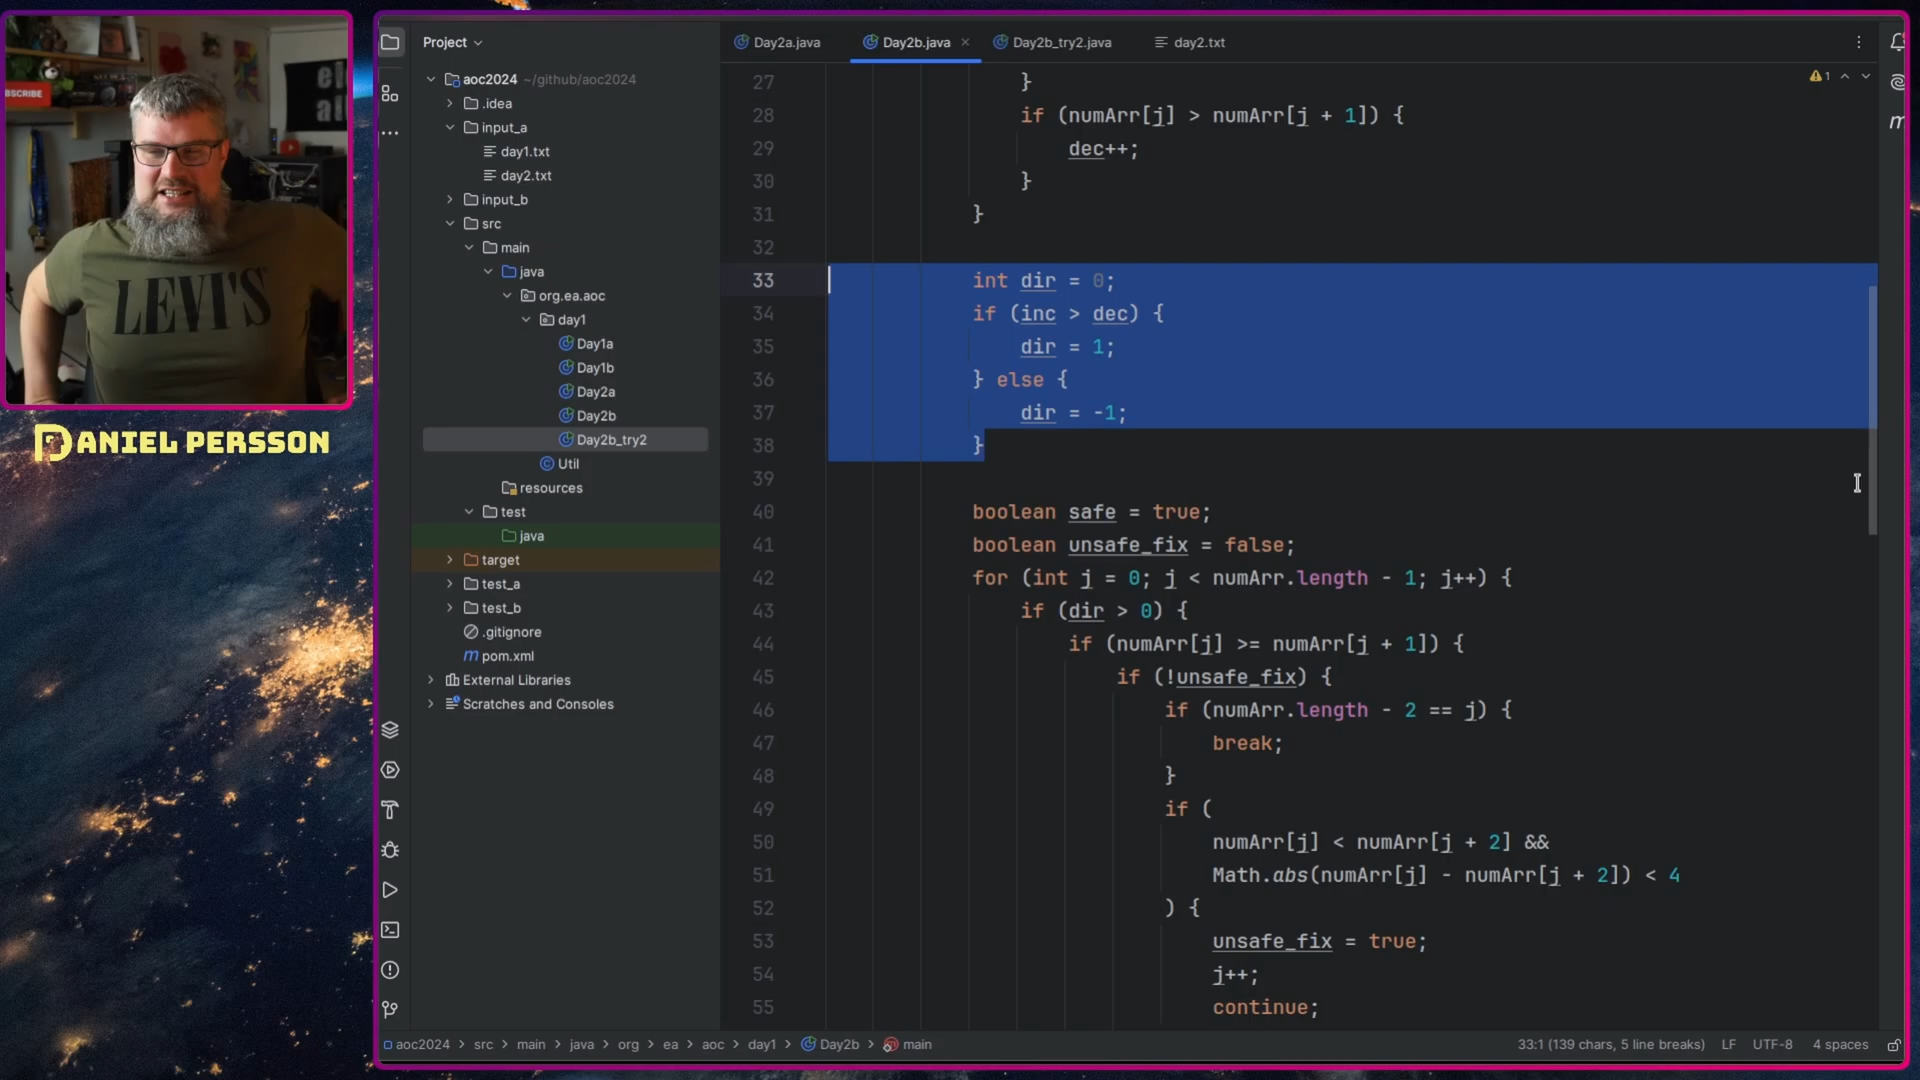 SCRIBE
el
al
LEVI'S
DANIEL PERSSON
Project
aoc2024 ~/github/aoc2024
.idea
input_a
day1.txt
day2.txt
input_b
src
main
java
org.ea.aoc
day1
Day1a
Day1b
Day2a
Day2b
Day2b_try2
Util
resources
test
java
target
test_a
test_b
.gitignore
pom.xml
External Libraries
Scratches and Consoles
Day2a.java Day2b.java Day2b_try2.java day2.txt
1
27 }
28 if (numArr[j] > numArr[j + 1]) {
29 dec++;
30 }
31 }
32
33 int dir = 0;
34 if (inc > dec) {
35 dir = 1;
36 } else {
37 dir = -1;
38 }
39
40 boolean safe = true;
41 boolean unsafe_fix = false;
42 for (int j = 0; j < numArr.length - 1; j++) {
43 if (dir > 0) {
44 if (numArr[j] >= numArr[j + 1]) {
45 if (!unsafe_fix) {
46 if (numArr.length - 2 == j) {
47 break;
48 }
49 if (
50 numArr[j] < numArr[j + 2] &&
51 Math.abs(numArr[j] - numArr[j + 2]) < 4
52 ) {
53 unsafe_fix = true;
54 j++;
55 continue;
aoc2024 > src > main > java > org > ea > aoc > day1 > Day2b > main
33:1 (139 chars, 5 line breaks) LF UTF-8 4 spaces